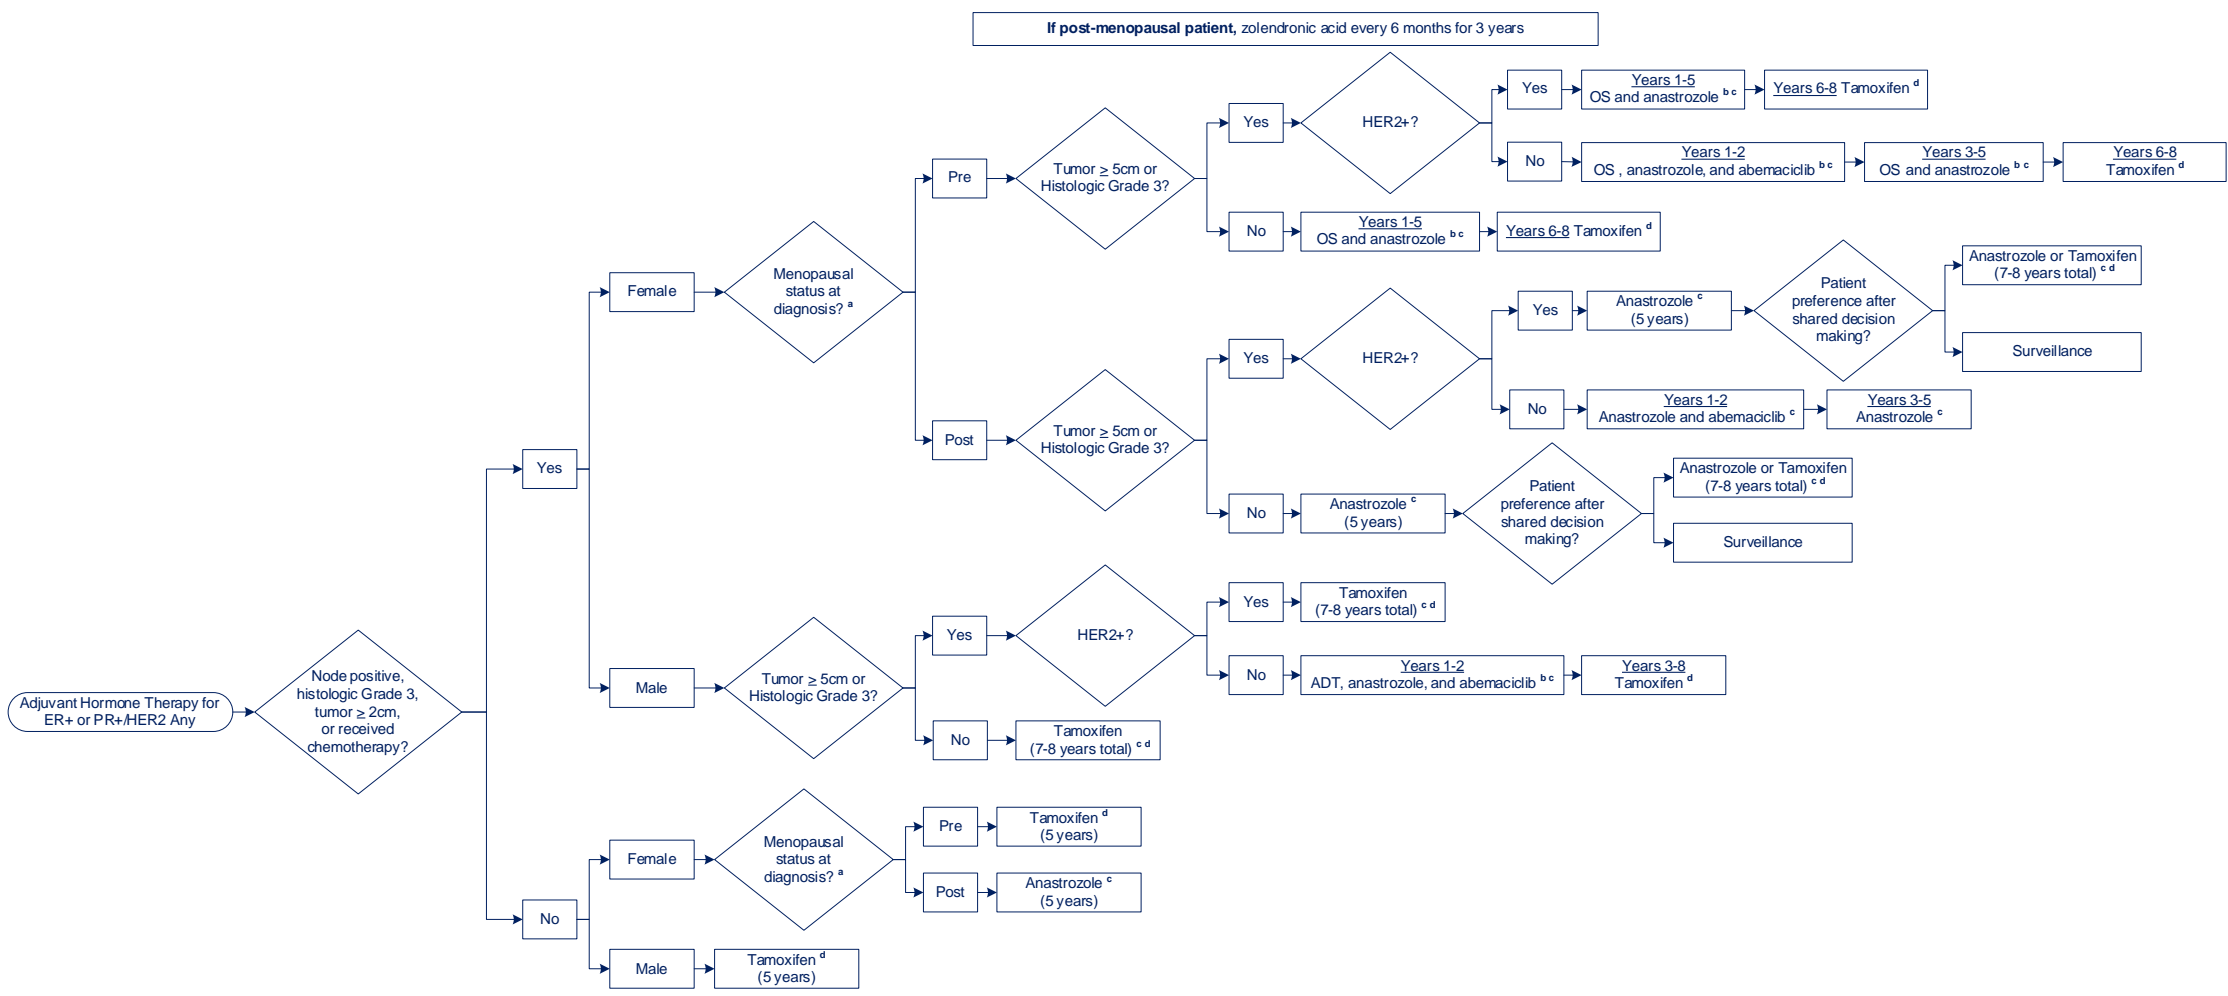 If post-menopausal patient, zolendronic acid every 6 months for 3 years
Adjuvant Hormone Therapy for
ER+ or PR+/HER2 Any
Node positive,
histologic Grade 3,
tumor ≥ 2cm,
or received
chemotherapy?
Yes
Female
Menopausal
status at
diagnosis? a
Pre
Tumor ≥ 5cm or
Histologic Grade 3?
Yes
HER2+?
Yes
Years 1-5
OS and anastrozole b c
Years 6-8 Tamoxifen d
No
Years 1-2
OS , anastrozole, and abemaciclib b c
Years 3-5
OS and anastrozole b c
Years 6-8
Tamoxifen d
No
Years 1-5
OS and anastrozole b c
Years 6-8 Tamoxifen d
Post
Tumor ≥ 5cm or
Histologic Grade 3?
Yes
HER2+?
Yes
Anastrozole c
(5 years)
Patient
preference after
shared decision
making?
Anastrozole or Tamoxifen
(7-8 years total) c d
Surveillance
No
Years 1-2
Anastrozole and abemaciclib c
Years 3-5
Anastrozole c
No
Anastrozole c
(5 years)
Patient
preference after
shared decision
making?
Anastrozole or Tamoxifen
(7-8 years total) c d
Surveillance
Male
Tumor ≥ 5cm or
Histologic Grade 3?
Yes
HER2+?
Yes
Tamoxifen
(7-8 years total) c d
No
Years 1-2
ADT, anastrozole, and abemaciclib b c
Years 3-8
Tamoxifen d
No
Tamoxifen
(7-8 years total) c d
No
Female
Menopausal
status at
diagnosis? a
Pre
Tamoxifen d
(5 years)
Post
Anastrozole c
(5 years)
Male
Tamoxifen d
(5 years)